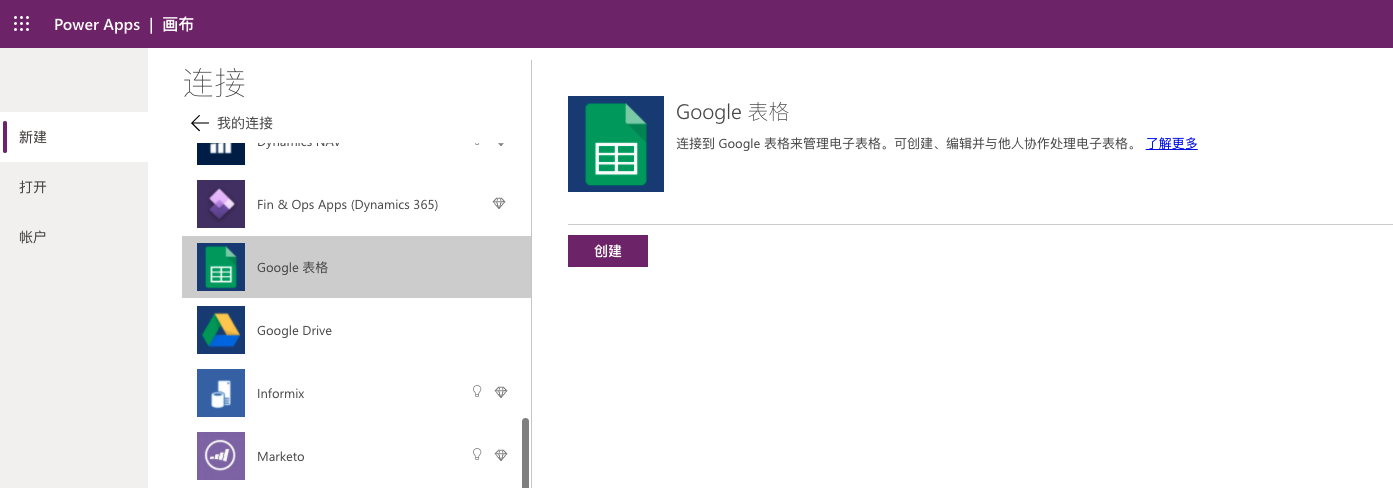 Power Apps | 画布
新建
打开
帐户
连接
我的连接
Dynamics NAV
Fin & Ops Apps (Dynamics 365)
Google 表格
Google Drive
Informix
Marketo
Google 表格
连接到 Google 表格来管理电子表格。可创建、编辑并与他人协作处理电子表格。 了解更多
创建